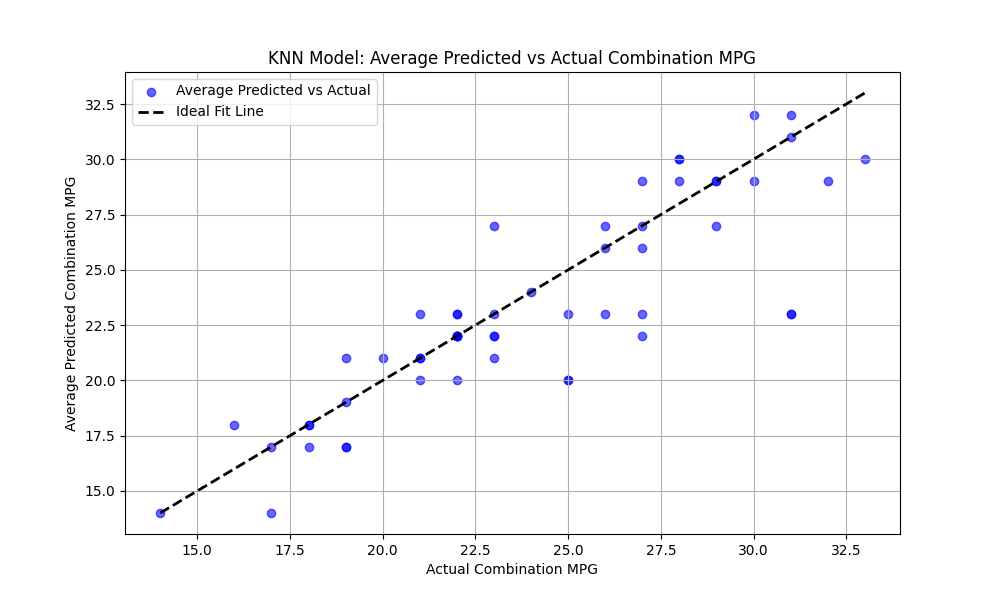 KNN Model: Average Predicted vs Actual Combination MPG
Average Predicted vs Actual
Ideal Fit Line
Average Predicted Combination MPG
32.5
30.0
27.5
25.0
22.5
20.0
17.5
15.0
15.0 17.5 20.0 22.5 25.0 27.5 30.0 32.5
Actual Combination MPG